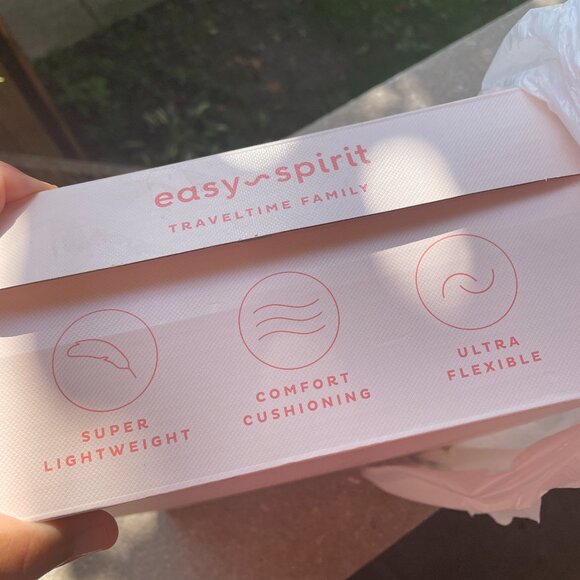 easy spirit
TRAVELTIME FAMILY
SUPER
LIGHTWEIGHT
COMFORT
CUSHIONING
ULTRA
FLEXIBLE